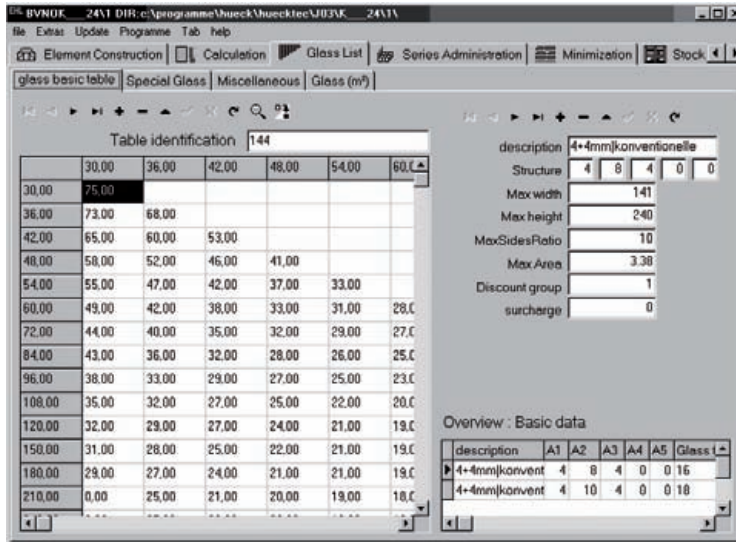 BVNOK___24\1 DIR:c:\programme\hueck\huecktec\J03\K___24\1\
file Extras Update Programme Tab help
Element Construction Calculation Glass List Series Administration Minimization Stock
glass basic table Special Glass Miscellaneous Glass (m²)
Table identification 144
30,00 36,00 42,00 48,00 54,00
30,00 75,00
36,00 73,00 68,00
42,00 65,00 60,00 53,00
48,00 58,00 52,00 46,00 41,00
54,00 55,00 47,00 42,00 37,00 33,00
60,00 49,00 42,00 38,00 33,00 31,00
72,00 44,00 40,00 35,00 32,00 29,00
84,00 43,00 36,00 32,00 28,00 26,00
96,00 38,00 33,00 29,00 27,00 25,00
108,00 35,00 32,00 27,00 25,00 22,00
120,00 32,00 29,00 27,00 24,00 21,00
150,00 31,00 28,00 25,00 22,00 21,00
180,00 29,00 27,00 24,00 21,00 21,00
210,00 0,00 25,00 21,00 20,00 19,00
description 4+4mm|konventionelle
Structure 4 8 4 0 0
Max width 141
Max height 240
MaxSidesRatio 10
Max Area 3.38
Discount group 1
surcharge 0
Overview : Basic data
description A1 A2 A3 A4 A5 Glass
4+4mm|konvent 4 8 4 0 0 16
4+4mm|konvent 4 10 4 0 0 18